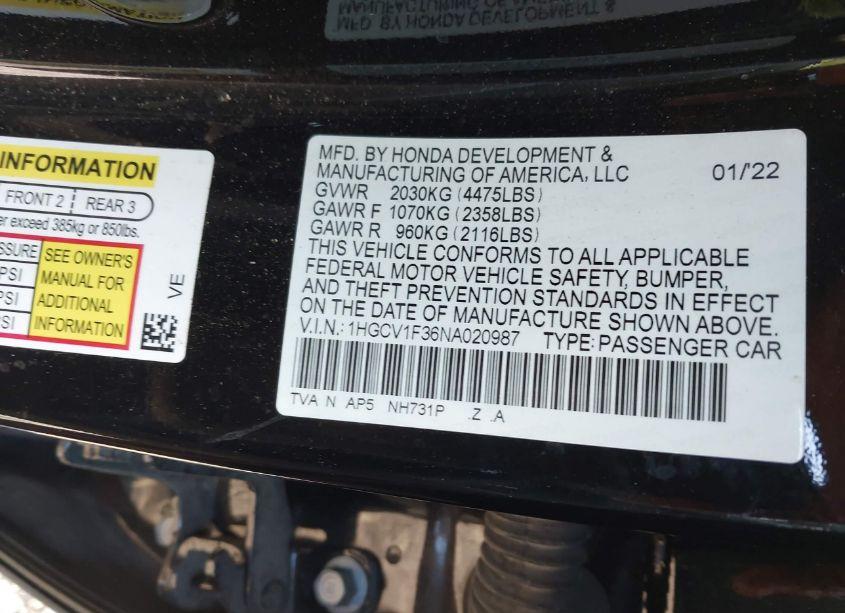 INFORMATION
FRONT 2 REAR 3
er exceed 385kg or 850lbs.
SSURE SEE OWNER'S
PSI MANUAL FOR
PSI ADDITIONAL
PSI INFORMATION
VE
MFD. BY HONDA DEVELOPMENT &
MANUFACTURING OF AMERICA, LLC 01/'22
GVWR 2030KG (4475LBS)
GAWR F 1070KG (2358LBS)
GAWR R 960KG (2116LBS)
THIS VEHICLE CONFORMS TO ALL APPLICABLE
FEDERAL MOTOR VEHICLE SAFETY, BUMPER,
AND THEFT PREVENTION STANDARDS IN EFFECT
ON THE DATE OF MANUFACTURE SHOWN ABOVE.
V.I.N.: 1HGCV1F36NA020987 TYPE: PASSENGER CAR
TVA N AP5 NH731P .Z .A